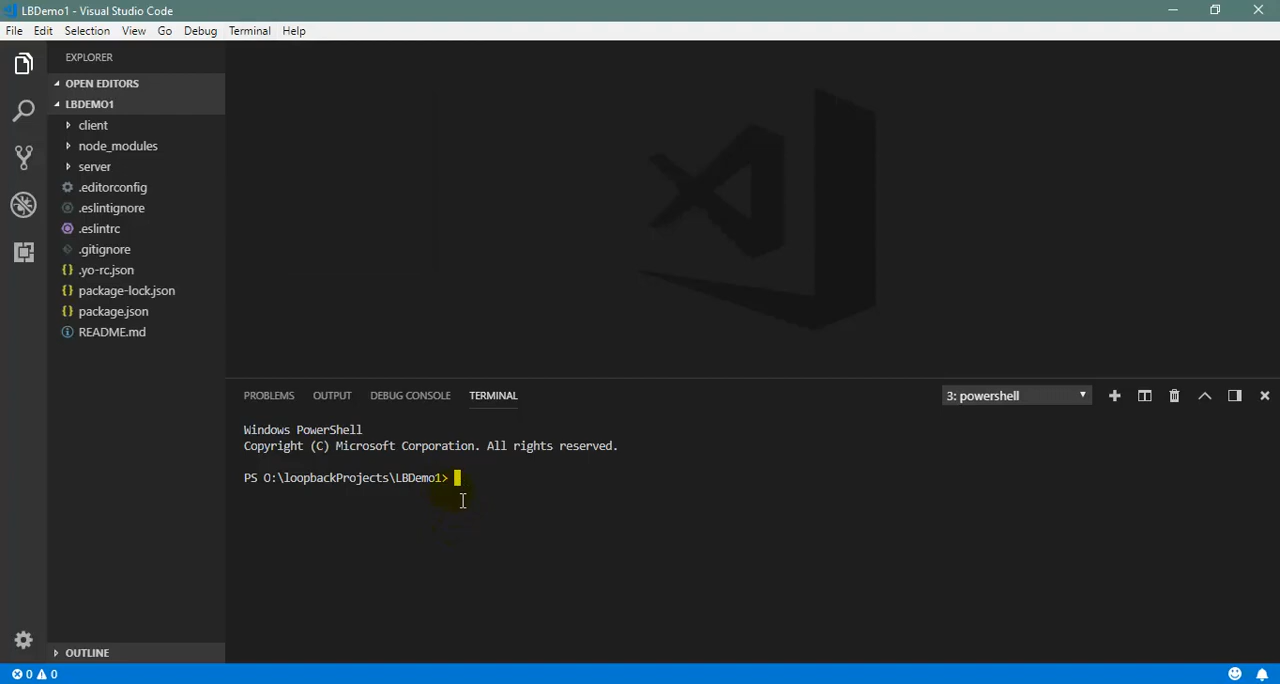 LBDemo1 - Visual Studio Code
File Edit Selection View Go Debug Terminal Help
EXPLORER
OPEN EDITORS
LBDEMO1
client
node_modules
server
.editorconfig
.eslintignore
.eslintrc
.gitignore
.yo-rc.json
package-lock.json
package.json
README.md
OUTLINE
PROBLEMS OUTPUT DEBUG CONSOLE TERMINAL 3: powershell
Windows PowerShell
Copyright (C) Microsoft Corporation. All rights reserved.
PS O:\loopbackProjects\LBDemo1>
0 0